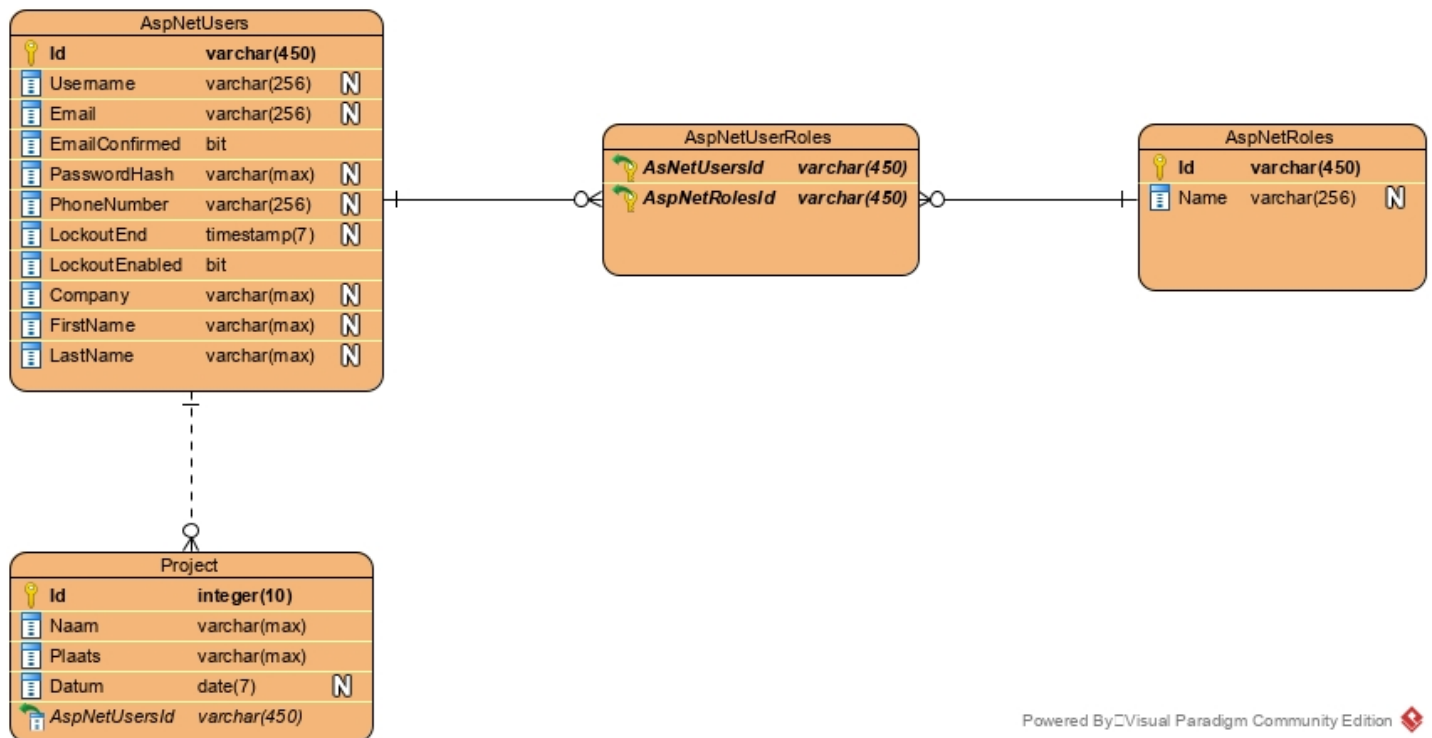 AspNetUsers
Id varchar(450)
Username varchar(256) N
Email varchar(256) N
EmailConfirmed bit
PasswordHash varchar(max) N
PhoneNumber varchar(256) N
LockoutEnd timestamp(7) N
LockoutEnabled bit
Company varchar(max) N
FirstName varchar(max) N
LastName varchar(max) N
AspNetUserRoles
AsNetUsersId varchar(450)
AspNetRolesId varchar(450)
AspNetRoles
Id varchar(450)
Name varchar(256) N
Project
Id integer(10)
Naam varchar(max)
Plaats varchar(max)
Datum date(7) N
AspNetUsersId varchar(450)
Powered By□Visual Paradigm Community Edition